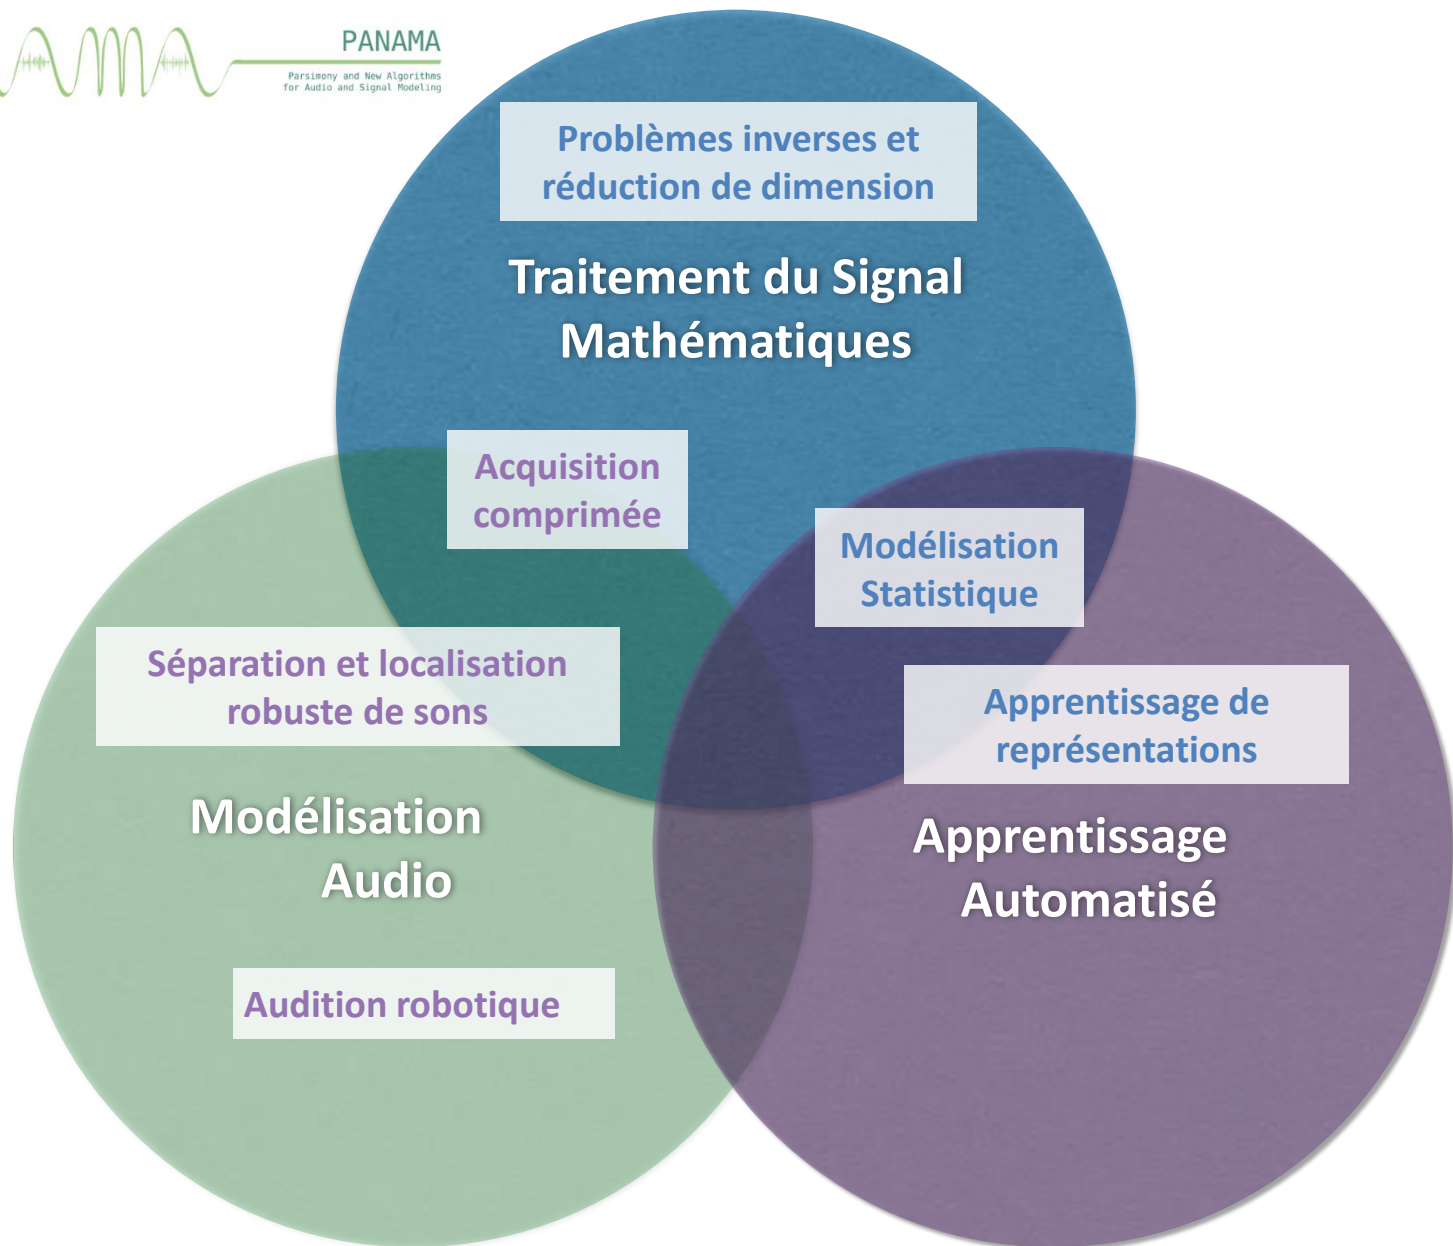 AMA
PANAMA
Parsimony and New Algorithms
for Audio and Signal Modeling
Problèmes inverses et
réduction de dimension
Traitement du Signal
Mathématiques
Acquisition
comprimée
Modélisation
Statistique
Séparation et localisation
robuste de sons
Apprentissage de
représentations
Modélisation
Audio
Apprentissage
Automatisé
Audition robotique